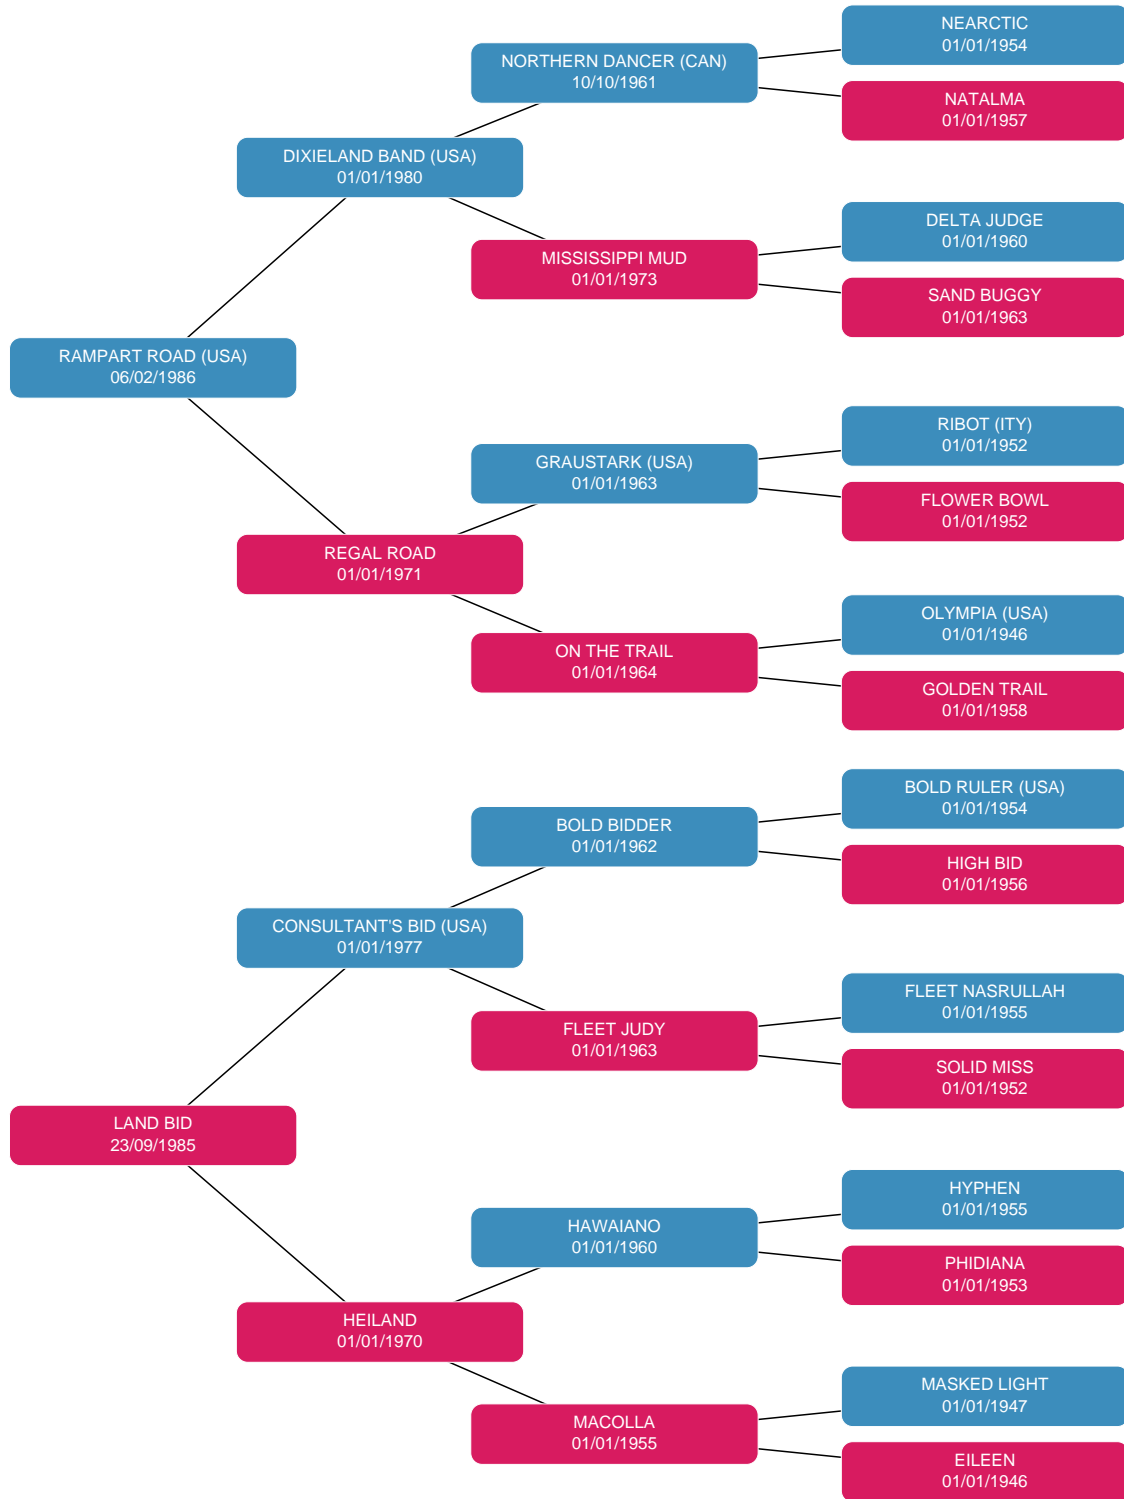 NEARCTIC
01/01/1954
NORTHERN DANCER (CAN)
10/10/1961
NATALMA
01/01/1957
DIXIELAND BAND (USA)
01/01/1980
DELTA JUDGE
01/01/1960
MISSISSIPPI MUD
01/01/1973
SAND BUGGY
01/01/1963
RAMPART ROAD (USA)
06/02/1986
RIBOT (ITY)
01/01/1952
GRAUSTARK (USA)
01/01/1963
FLOWER BOWL
01/01/1952
REGAL ROAD
01/01/1971
OLYMPIA (USA)
01/01/1946
ON THE TRAIL
01/01/1964
GOLDEN TRAIL
01/01/1958
BOLD RULER (USA)
01/01/1954
BOLD BIDDER
01/01/1962
HIGH BID
01/01/1956
CONSULTANT'S BID (USA)
01/01/1977
FLEET NASRULLAH
01/01/1955
FLEET JUDY
01/01/1963
SOLID MISS
01/01/1952
LAND BID
23/09/1985
HYPHEN
01/01/1955
HAWAIANO
01/01/1960
PHIDIANA
01/01/1953
HEILAND
01/01/1970
MASKED LIGHT
01/01/1947
MACOLLA
01/01/1955
EILEEN
01/01/1946